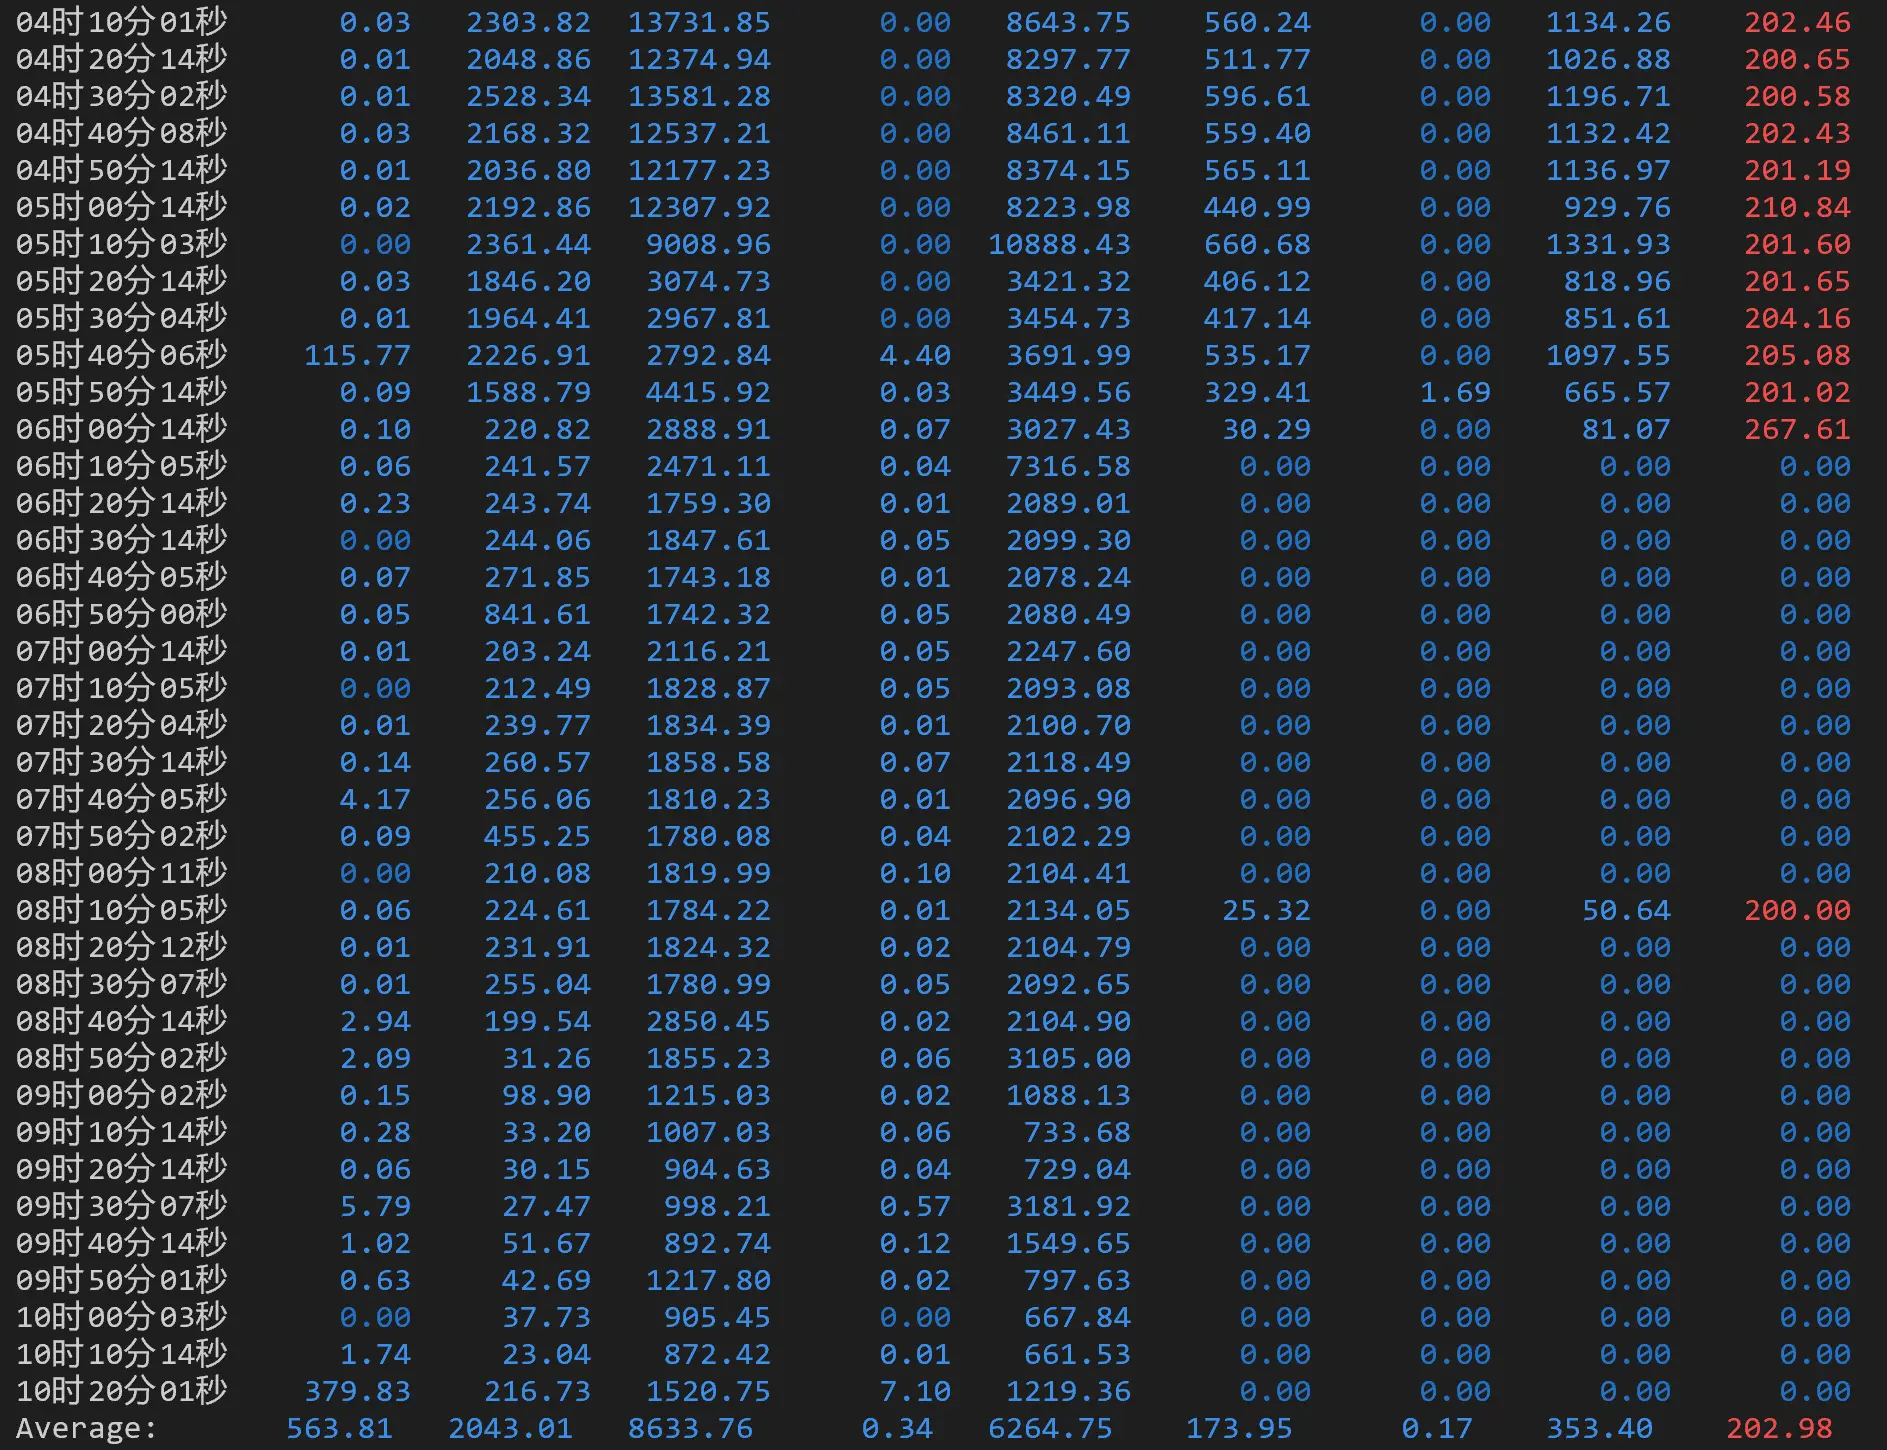 04时10分01秒 0.03 2303.82 13731.85 0.00 8643.75 560.24 0.00 1134.26 202.46
04时20分14秒 0.01 2048.86 12374.94 0.00 8297.77 511.77 0.00 1026.88 200.65
04时30分02秒 0.01 2528.34 13581.28 0.00 8320.49 596.61 0.00 1196.71 200.58
04时40分08秒 0.03 2168.32 12537.21 0.00 8461.11 559.40 0.00 1132.42 202.43
04时50分14秒 0.01 2036.80 12177.23 0.00 8374.15 565.11 0.00 1136.97 201.19
05时00分14秒 0.02 2192.86 12307.92 0.00 8223.98 440.99 0.00 929.76 210.84
05时10分03秒 0.00 2361.44 9008.96 0.00 10888.43 660.68 0.00 1331.93 201.60
05时20分14秒 0.03 1846.20 3074.73 0.00 3421.32 406.12 0.00 818.96 201.65
05时30分04秒 0.01 1964.41 2967.81 0.00 3454.73 417.14 0.00 851.61 204.16
05时40分06秒 115.77 2226.91 2792.84 4.40 3691.99 535.17 0.00 1097.55 205.08
05时50分14秒 0.09 1588.79 4415.92 0.03 3449.56 329.41 1.69 665.57 201.02
06时00分14秒 0.10 220.82 2888.91 0.07 3027.43 30.29 0.00 81.07 267.61
06时10分05秒 0.06 241.57 2471.11 0.04 7316.58 0.00 0.00 0.00 0.00
06时20分14秒 0.23 243.74 1759.30 0.01 2089.01 0.00 0.00 0.00 0.00
06时30分14秒 0.00 244.06 1847.61 0.05 2099.30 0.00 0.00 0.00 0.00
06时40分05秒 0.07 271.85 1743.18 0.01 2078.24 0.00 0.00 0.00 0.00
06时50分00秒 0.05 841.61 1742.32 0.05 2080.49 0.00 0.00 0.00 0.00
07时00分14秒 0.01 203.24 2116.21 0.05 2247.60 0.00 0.00 0.00 0.00
07时10分05秒 0.00 212.49 1828.87 0.05 2093.08 0.00 0.00 0.00 0.00
07时20分04秒 0.01 239.77 1834.39 0.01 2100.70 0.00 0.00 0.00 0.00
07时30分14秒 0.14 260.57 1858.58 0.07 2118.49 0.00 0.00 0.00 0.00
07时40分05秒 4.17 256.06 1810.23 0.01 2096.90 0.00 0.00 0.00 0.00
07时50分02秒 0.09 455.25 1780.08 0.04 2102.29 0.00 0.00 0.00 0.00
08时00分11秒 0.00 210.08 1819.99 0.10 2104.41 0.00 0.00 0.00 0.00
08时10分05秒 0.06 224.61 1784.22 0.01 2134.05 25.32 0.00 50.64 200.00
08时20分12秒 0.01 231.91 1824.32 0.02 2104.79 0.00 0.00 0.00 0.00
08时30分07秒 0.01 255.04 1780.99 0.05 2092.65 0.00 0.00 0.00 0.00
08时40分14秒 2.94 199.54 2850.45 0.02 2104.90 0.00 0.00 0.00 0.00
08时50分02秒 2.09 31.26 1855.23 0.06 3105.00 0.00 0.00 0.00 0.00
09时00分02秒 0.15 98.90 1215.03 0.02 1088.13 0.00 0.00 0.00 0.00
09时10分14秒 0.28 33.20 1007.03 0.06 733.68 0.00 0.00 0.00 0.00
09时20分14秒 0.06 30.15 904.63 0.04 729.04 0.00 0.00 0.00 0.00
09时30分07秒 5.79 27.47 998.21 0.57 3181.92 0.00 0.00 0.00 0.00
09时40分14秒 1.02 51.67 892.74 0.12 1549.65 0.00 0.00 0.00 0.00
09时50分01秒 0.63 42.69 1217.80 0.02 797.63 0.00 0.00 0.00 0.00
10时00分03秒 0.00 37.73 905.45 0.00 667.84 0.00 0.00 0.00 0.00
10时10分14秒 1.74 23.04 872.42 0.01 661.53 0.00 0.00 0.00 0.00
10时20分01秒 379.83 216.73 1520.75 7.10 1219.36 0.00 0.00 0.00 0.00
Average: 563.81 2043.01 8633.76 0.34 6264.75 173.95 0.17 353.40 202.98